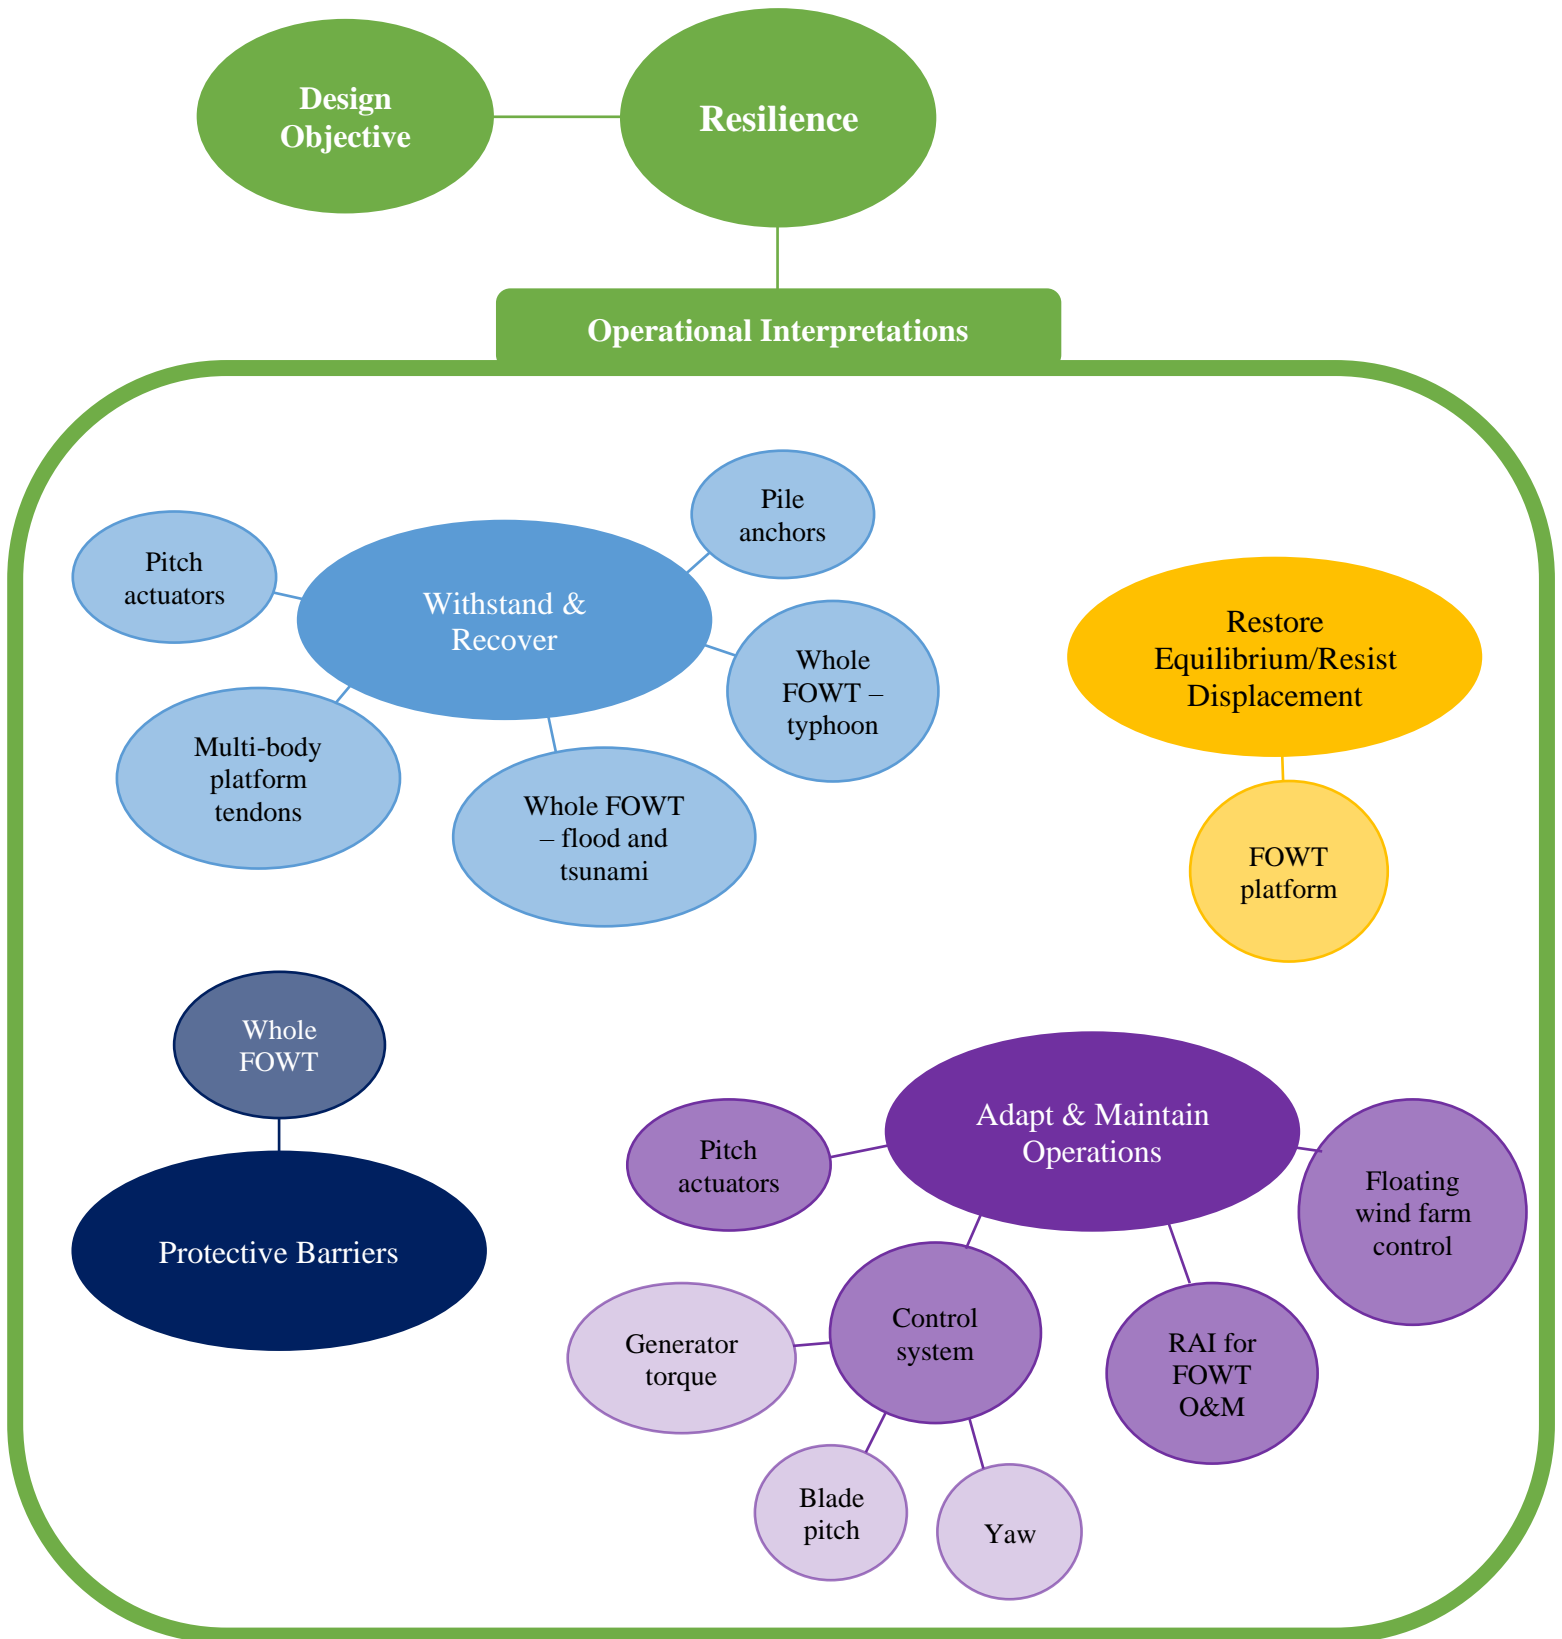 Design
Objective
Resilience
Operational Interpretations
Pile
anchors
Pitch
actuators
Withstand &
Recover
Whole
FOWT –
typhoon
Multi-body
platform
tendons
Whole FOWT
– flood and
tsunami
Restore
Equilibrium/Resist
Displacement
FOWT
platform
Whole
FOWT
Protective Barriers
Adapt & Maintain
Operations
Pitch
actuators
Floating
wind farm
control
Control
system
Generator
torque
RAI for
FOWT
O&M
Blade
pitch
Yaw